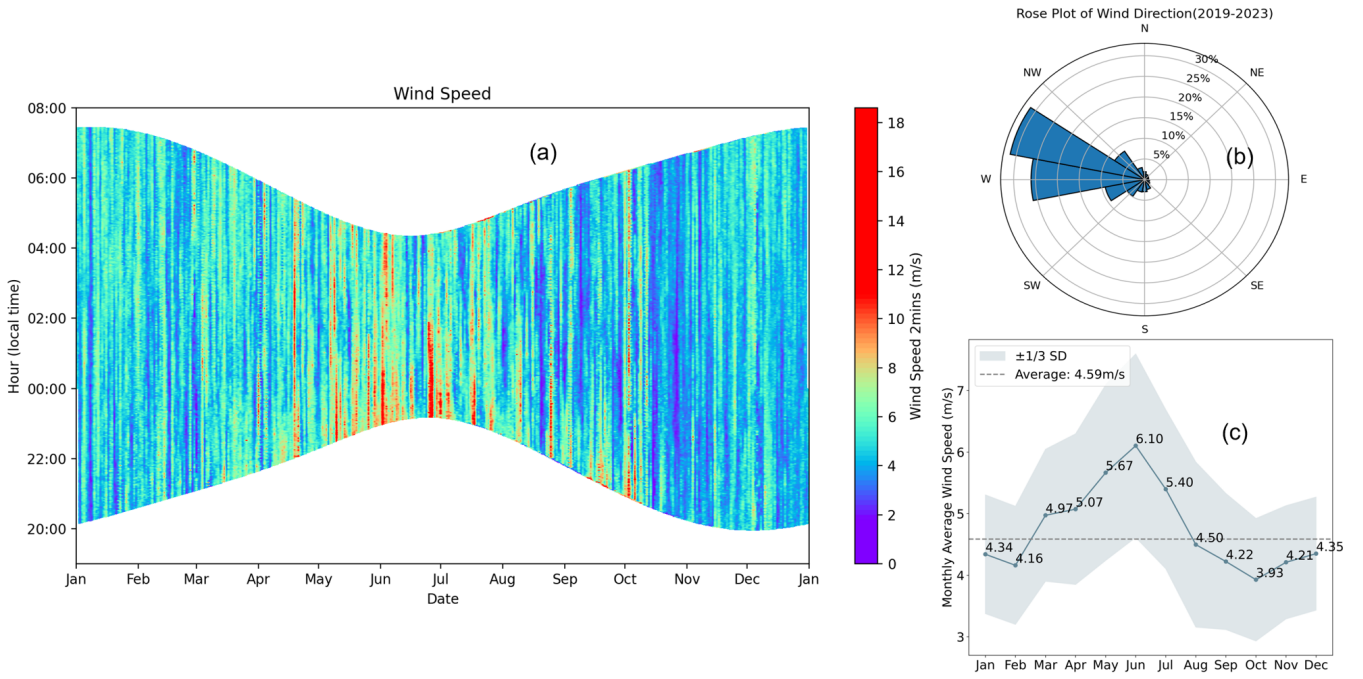 Wind Speed
08:00
06:00
04:00
02:00
00:00
22:00
20:00
Hour (local time)
Jan Feb Mar Apr May Jun Jul Aug Sep Oct Nov Dec Jan
Date
(a)
18
16
14
12
10
8
6
4
2
0
Wind Speed 2mins (m/s)
Rose Plot of Wind Direction(2019-2023)
N
NE
E
SE
S
SW
W
NW
30%
25%
20%
15%
10%
5%
(b)
±1/3 SD
Average: 4.59m/s
(c)
7
6
5
4
3
Monthly Average Wind Speed (m/s)
4.34
4.16
4.97
5.07
5.67
6.10
5.40
4.50
4.22
3.93
4.21
4.35
Jan Feb Mar Apr May Jun Jul Aug Sep Oct Nov Dec